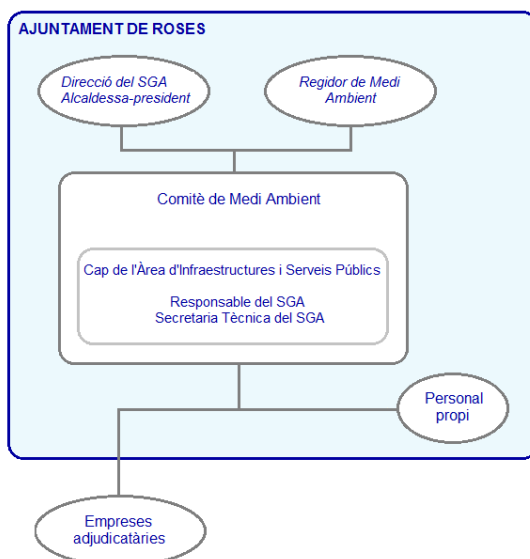 AJUNTAMENT DE ROSES
Direcció del SGA
Alcaldessa-president
Regidor de Medi
Ambient
Comitè de Medi Ambient
Cap de l'Àrea d'Infraestructures i Serveis Públics
Responsable del SGA
Secretaria Tècnica del SGA
Personal
propi
Empreses
adjudicatàries